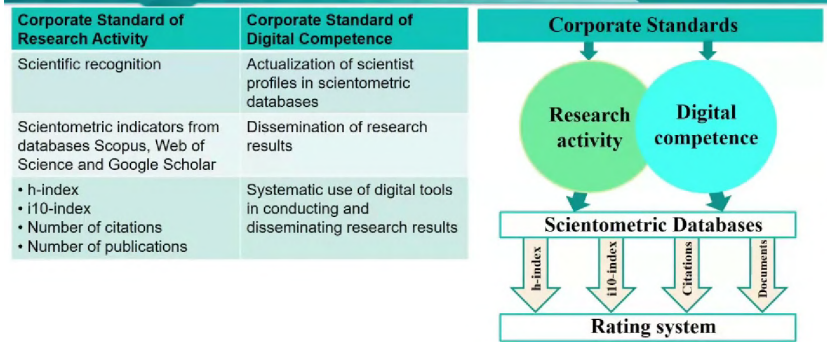 Corporate Standard of
Research Activity
Corporate Standard of
Digital Competence
Scientific recognition
Actualization of scientist
profiles in scientometric
databases
Scientometric indicators from
databases Scopus, Web of
Science and Google Scholar
Dissemination of research
results
• h-index
• i10-index
• Number of citations
• Number of publications
Systematic use of digital tools
in conducting and
disseminating research results
Corporate Standards
Research
activity
Digital
competence
Scientometric Databases
h-index
i10-index
Citations
Documents
Rating system